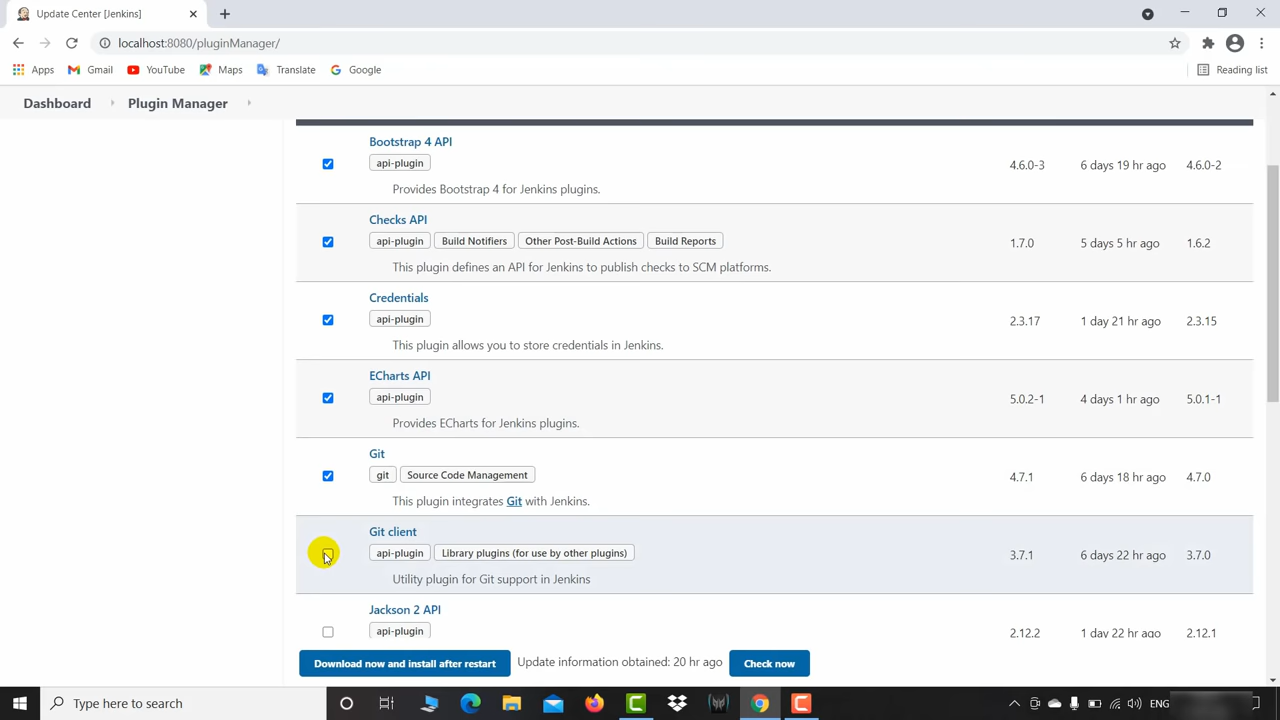 Update Center [Jenkins]
localhost:8080/pluginManager/
Apps Gmail YouTube Maps Translate Google Reading list
Dashboard Plugin Manager
Bootstrap 4 API
api-plugin
4.6.0-3 6 days 19 hr ago 4.6.0-2
Provides Bootstrap 4 for Jenkins plugins.
Checks API
api-plugin Build Notifiers Other Post-Build Actions Build Reports
1.7.0 5 days 5 hr ago 1.6.2
This plugin defines an API for Jenkins to publish checks to SCM platforms.
Credentials
api-plugin
2.3.17 1 day 21 hr ago 2.3.15
This plugin allows you to store credentials in Jenkins.
ECharts API
api-plugin
5.0.2-1 4 days 1 hr ago 5.0.1-1
Provides ECharts for Jenkins plugins.
Git
git Source Code Management
4.7.1 6 days 18 hr ago 4.7.0
This plugin integrates Git with Jenkins.
Git client
api-plugin Library plugins (for use by other plugins)
3.7.1 6 days 22 hr ago 3.7.0
Utility plugin for Git support in Jenkins
Jackson 2 API
api-plugin
2.12.2 1 day 22 hr ago 2.12.1
Download now and install after restart Update information obtained: 20 hr ago Check now
Type here to search ENG